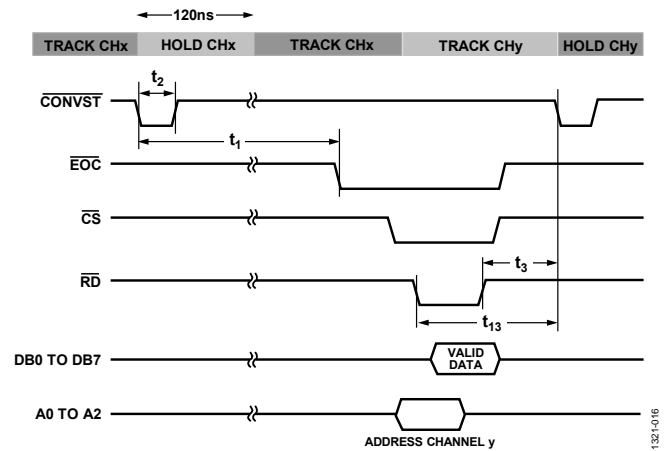 120ns
TRACK CHx HOLD CHx TRACK CHx TRACK CHy HOLD CHy
t2
CONVST
t1
EOC
CS
t3
RD
t13
DB0 TO DB7
VALID
DATA
A0 TO A2
ADDRESS CHANNEL y
1321-016